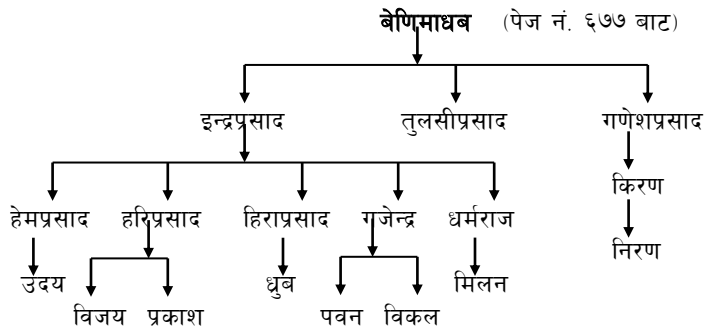 बेणिमाधब (पेज नं. ६७७ बाट)
इन्द्रप्रसाद तुलसीप्रसाद गणेशप्रसाद
किरण
हेमप्रसाद हरिप्रसाद हिराप्रसाद गजेन्द्र धर्मराज
निरण
उदय ध्रुब मिलन
विजय प्रकाश पवन विकल